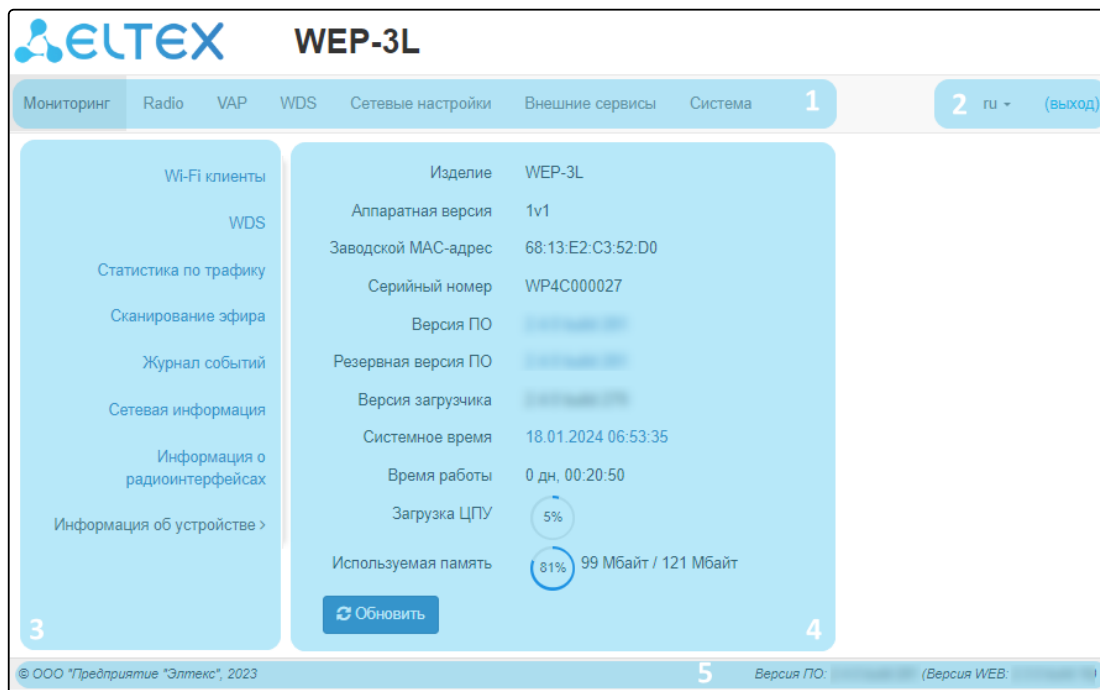 ELTEX WEP-3L
Мониторинг Radio VAP WDS Сетевые настройки Внешние сервисы Система 1 2 ru (выход)
Wi-Fi клиенты
WDS
Статистика по трафику
Сканирование эфира
Журнал событий
Сетевая информация
Информация о
радиоинтерфейсах
Информация об устройстве >
3
Изделие WEP-3L
Аппаратная версия 1v1
Заводской MAC-адрес 68:13:E2:C3:52:D0
Серийный номер WP4C000027
Версия ПО
Резервная версия ПО
Версия загрузчика
Системное время 18.01.2024 06:53:35
Время работы 0 дн, 00:20:50
Загрузка ЦПУ 5%
Используемая память 81% 99 Мбайт / 121 Мбайт
Обновить
4
© ООО "Предприятие "Элтекс", 2023 5 Версия ПО: (Версия WEB: )